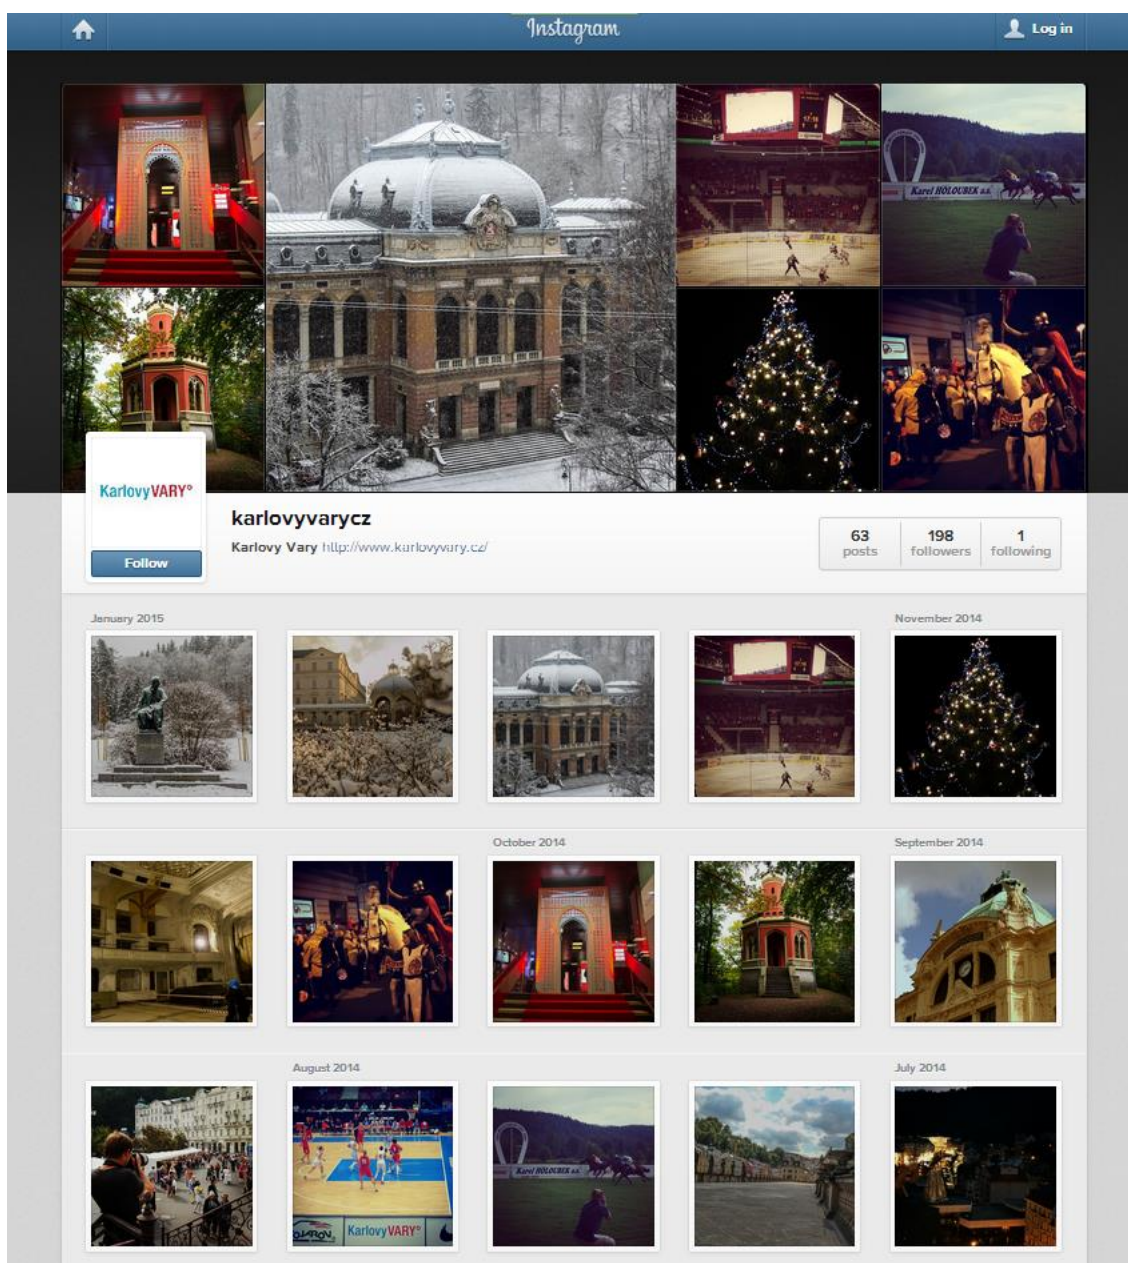 Instagram
Log in
Karel HOLOUBEK a.s.
KarlovyVARY°
Follow
karlovyvarycz
Karlovy Vary http://www.karlovyvary.cz/
63 posts
198 followers
1 following
January 2015
November 2014
October 2014
September 2014
August 2014
July 2014
Karel HOLOUBEK a.s.
KarlovyVARY°